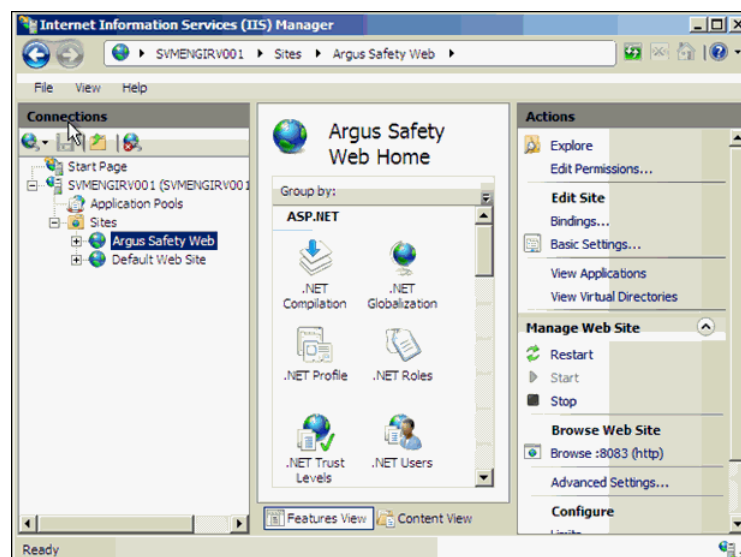 Internet Information Services (IIS) Manager
SVMENGIRV001 Sites Argus Safety Web
File View Help
Connections
Start Page
SVMENGIRV001 (SVMENGIRV001
Application Pools
Sites
Argus Safety Web
Default Web Site
Argus Safety
Web Home
Group by:
ASP.NET
.NET
Compilation
.NET
Globalization
.NET Profile
.NET Roles
.NET Trust
Levels
.NET Users
Features View
Content View
Actions
Explore
Edit Permissions...
Edit Site
Bindings...
Basic Settings...
View Applications
View Virtual Directories
Manage Web Site
Restart
Start
Stop
Browse Web Site
Browse :8083 (http)
Advanced Settings...
Configure
Limits
Ready